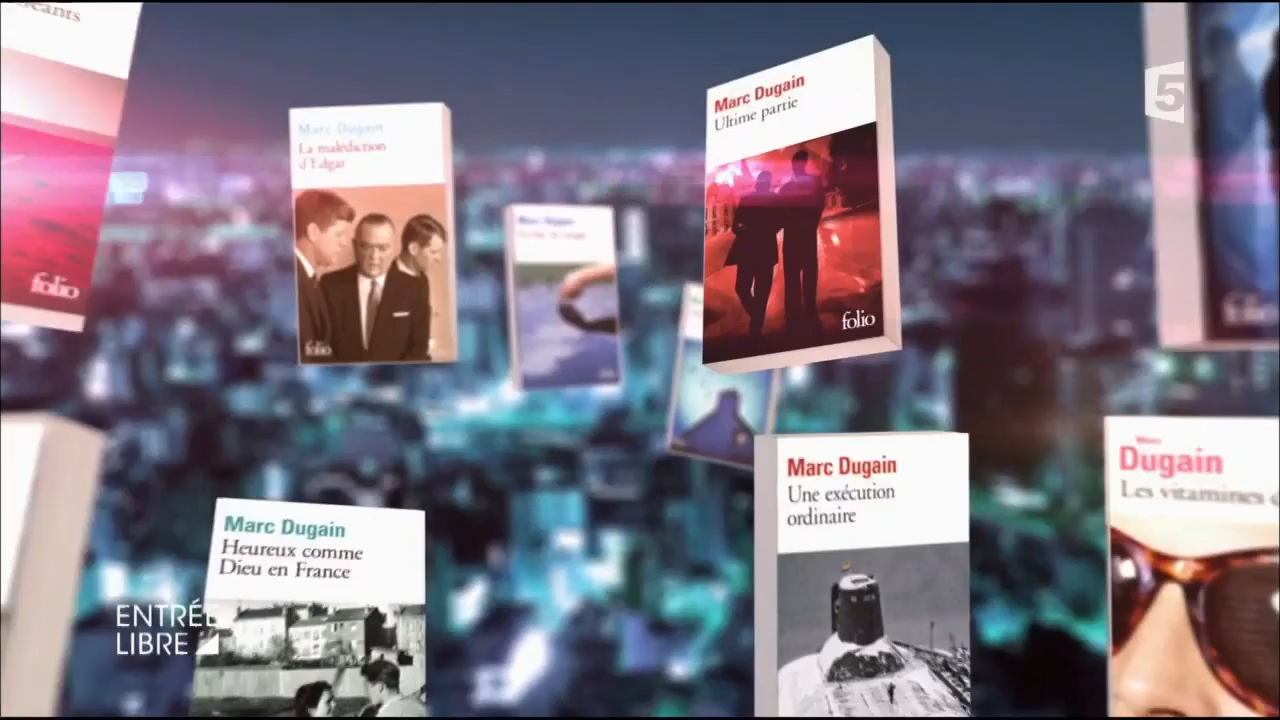 5
Marc Dugain
Ultime partie
folio
Marc Dugain
La malédiction
d'Edgar
folio
folio
Marc Dugain
Une exécution
ordinaire
Marc
Dugain
Les vitamines
Marc Dugain
Heureux comme
Dieu en France
ENTRÉE
LIBRE
folio